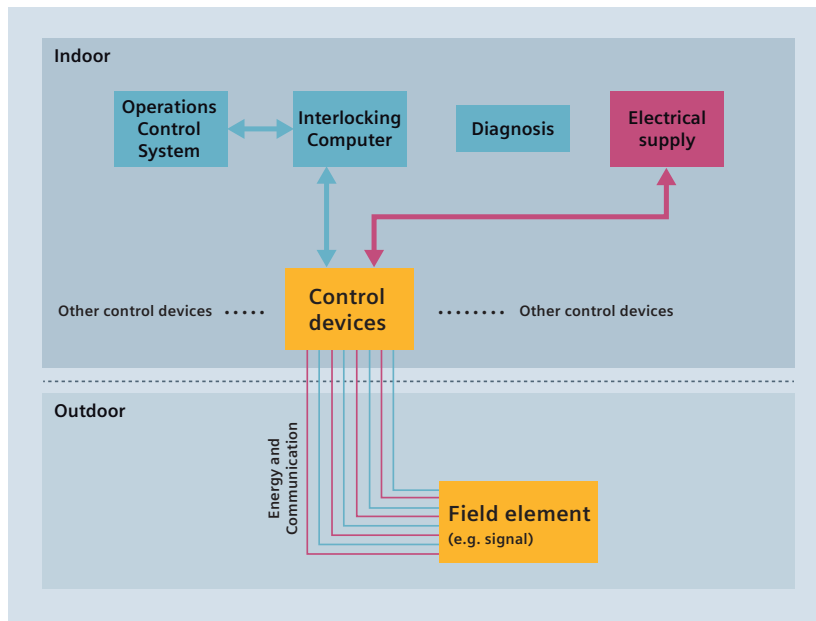 Indoor
Operations
Control
System
Interlocking
Computer
Diagnosis
Electrical
supply
Control
devices
Other control devices
Other control devices
Outdoor
Energy and
Communication
Field element
(e.g. signal)